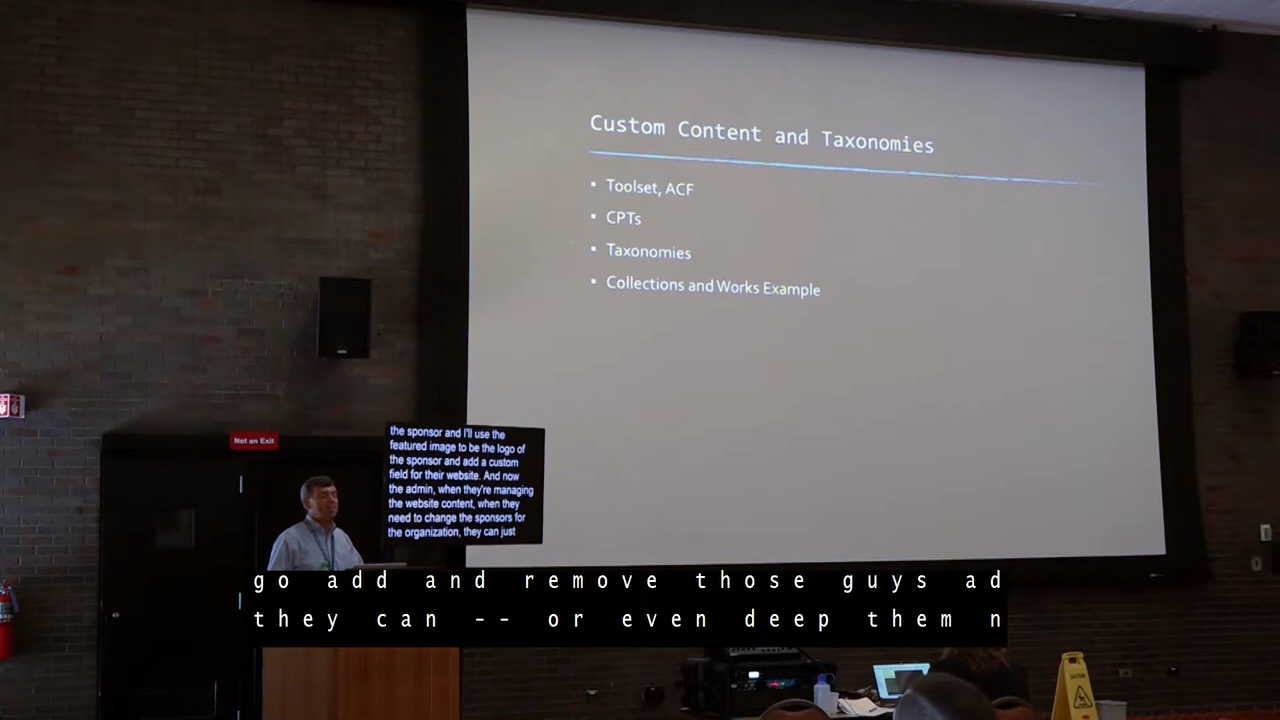 Custom Content and Taxonomies
▪ Toolset, ACF
▪ CPTs
▪ Taxonomies
▪ Collections and Works Example
Not an Exit
the sponsor and I'll use the
featured image to be the logo of
the sponsor and add a custom
field for their website. And now
the admin, when they're managing
the website content, when they
need to change the sponsors for
the organization, they can just
go add and remove those guys ad
they can -- or even deep them n
CAUTION